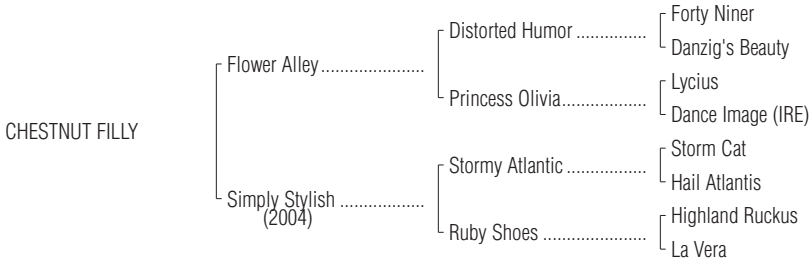 Forty Niner
Distorted Humor ...............
Danzig's Beauty
Flower Alley......................
Lycius
Princess Olivia..................
Dance Image (IRE)
CHESTNUT FILLY
Storm Cat
Stormy Atlantic .................
Hail Atlantis
Simply Stylish ..................
(2004)
Highland Ruckus
Ruby Shoes ......................
La Vera